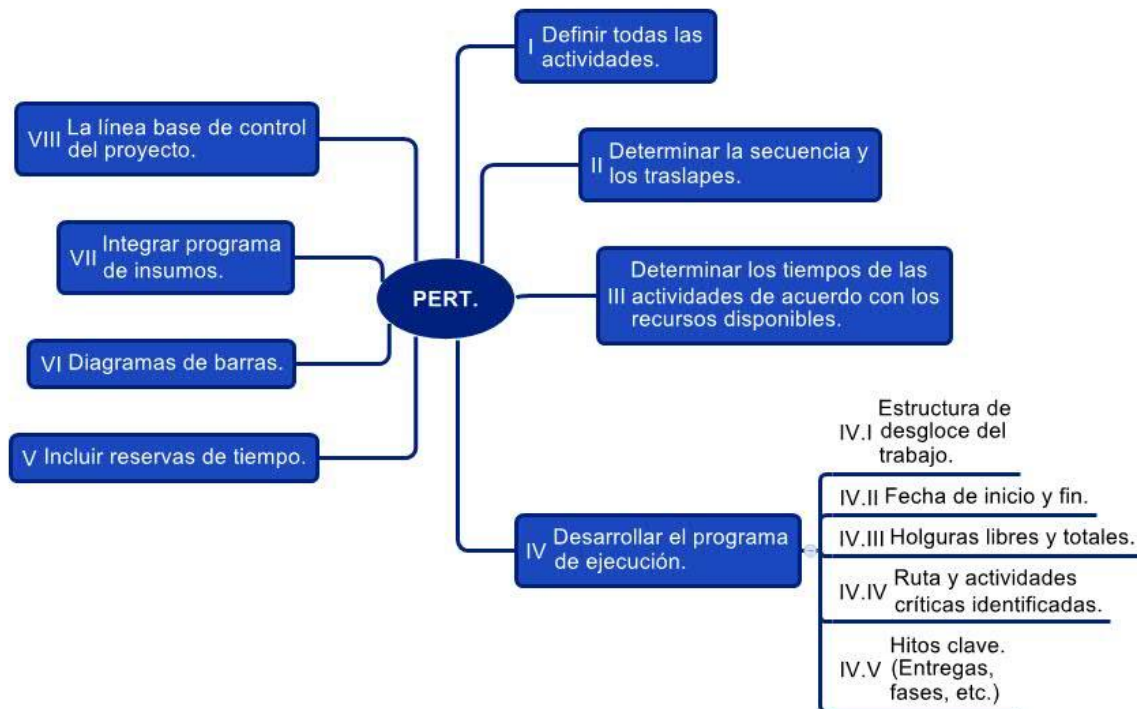 PERT.
I Definir todas las
actividades.
II Determinar la secuencia y
los traslapes.
III Determinar los tiempos de las
actividades de acuerdo con los
recursos disponibles.
IV Desarrollar el programa
de ejecución.
IV.I Estructura de
desgloce del
trabajo.
IV.II Fecha de inicio y fin.
IV.III Holguras libres y totales.
IV.IV Ruta y actividades
críticas identificadas.
IV.V Hitos clave.
(Entregas,
fases, etc.)
V Incluir reservas de tiempo.
VI Diagramas de barras.
VII Integrar programa
de insumos.
VIII La línea base de control
del proyecto.